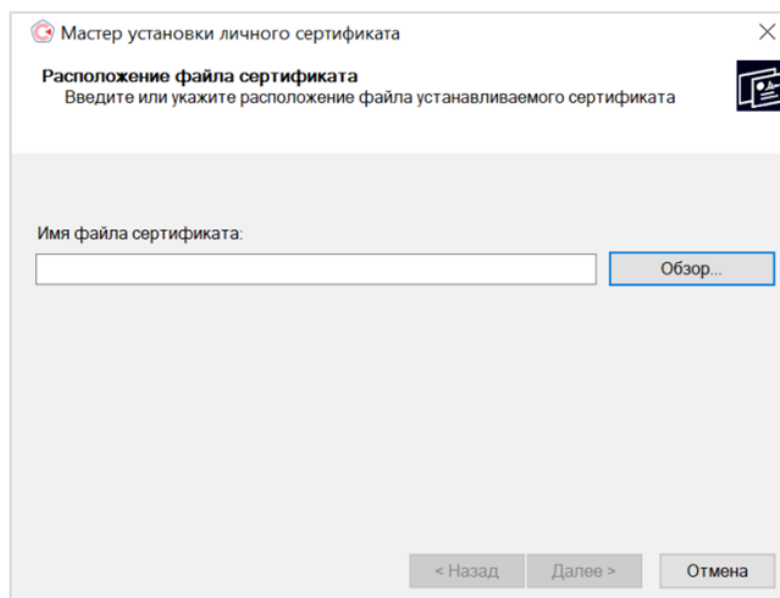 Мастер установки личного сертификата
Расположение файла сертификата
Введите или укажите расположение файла устанавливаемого сертификата
Имя файла сертификата:
Обзор...
< Назад
Далее >
Отмена